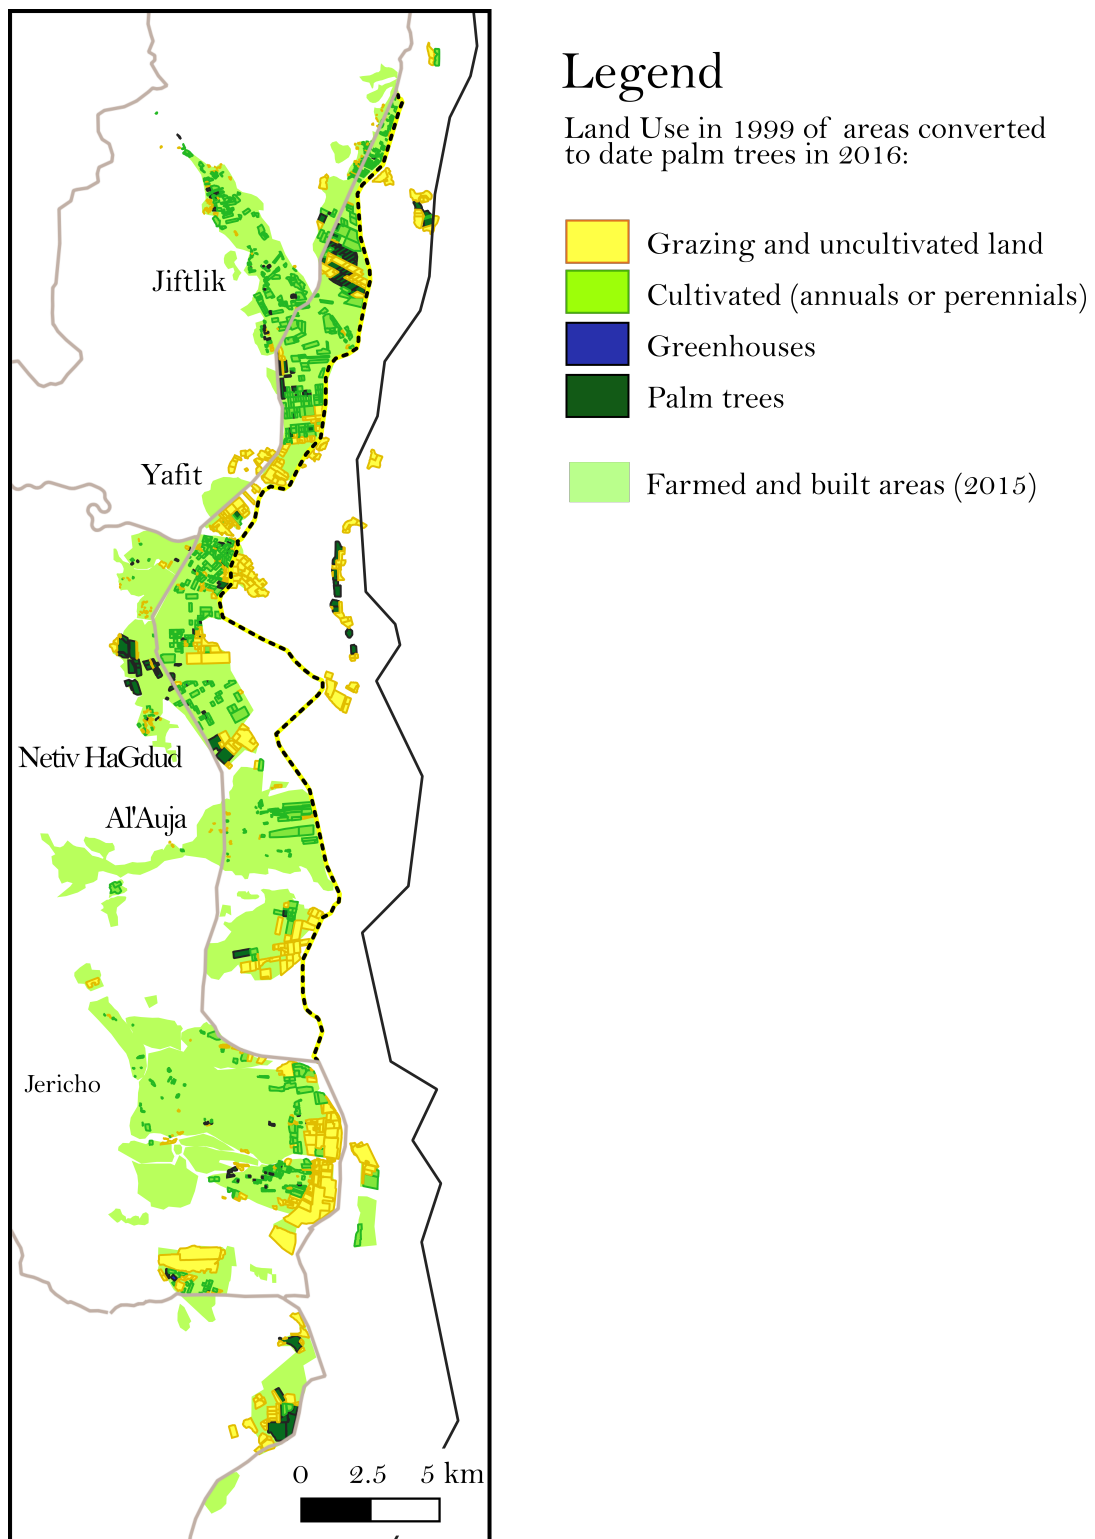 Legend
Land Use in 1999 of areas converted
to date palm trees in 2016:
Grazing and uncultivated land
Cultivated (annuals or perennials)
Greenhouses
Palm trees
Farmed and built areas (2015)
Jiftlik
Yafit
Netiv HaGdud
Al'Auja
Jericho
0 2.5 5 km